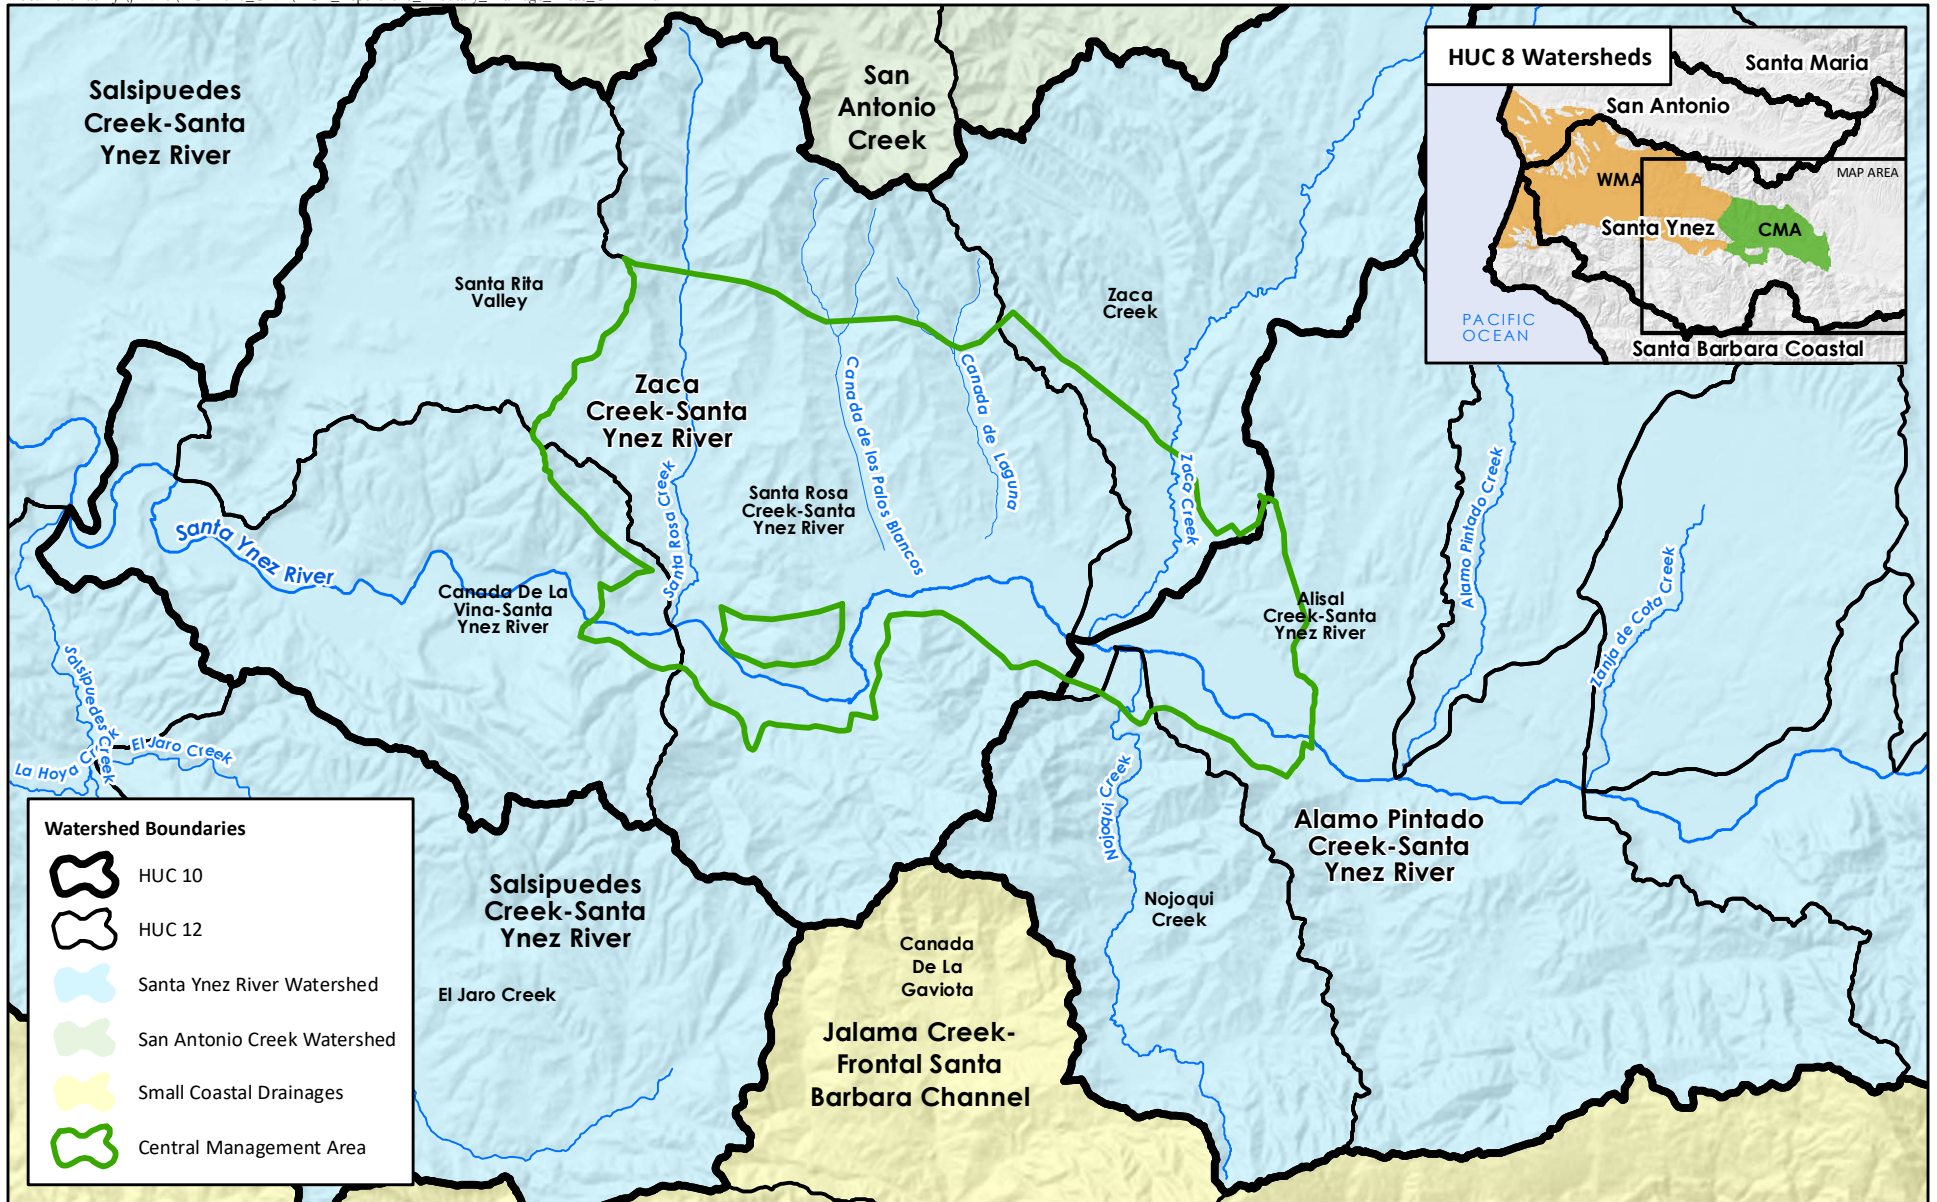 Salsipuedes
Creek-Santa
Ynez River
San
Antonio
Creek
HUC 8 Watersheds
Santa Maria
San Antonio
MAP AREA
WMA
Santa Ynez
CMA
PACIFIC
OCEAN
Santa Barbara Coastal
Santa Rita
Valley
Zaca
Creek
Zaca
Creek-Santa
Ynez River
Canada de los Palos Blancos
Canada de Laguna
Santa Rosa Creek
Zaca Creek
Alamo Pintado Creek
Santa Rosa
Creek-Santa
Ynez River
Santa Ynez River
Canada De La
Vina-Santa
Ynez River
Alisal
Creek-Santa
Ynez River
Zanja de Cota Creek
Salsipuedes Creek
El Jaro Creek
La Hoya Creek
Nojoqui Creek
Alamo Pintado
Creek-Santa
Ynez River
Salsipuedes
Creek-Santa
Ynez River
Nojoqui
Creek
Canada
De La
Gaviota
El Jaro Creek
Jalama Creek-
Frontal Santa
Barbara Channel
Watershed Boundaries
HUC 10
HUC 12
Santa Ynez River Watershed
San Antonio Creek Watershed
Small Coastal Drainages
Central Management Area